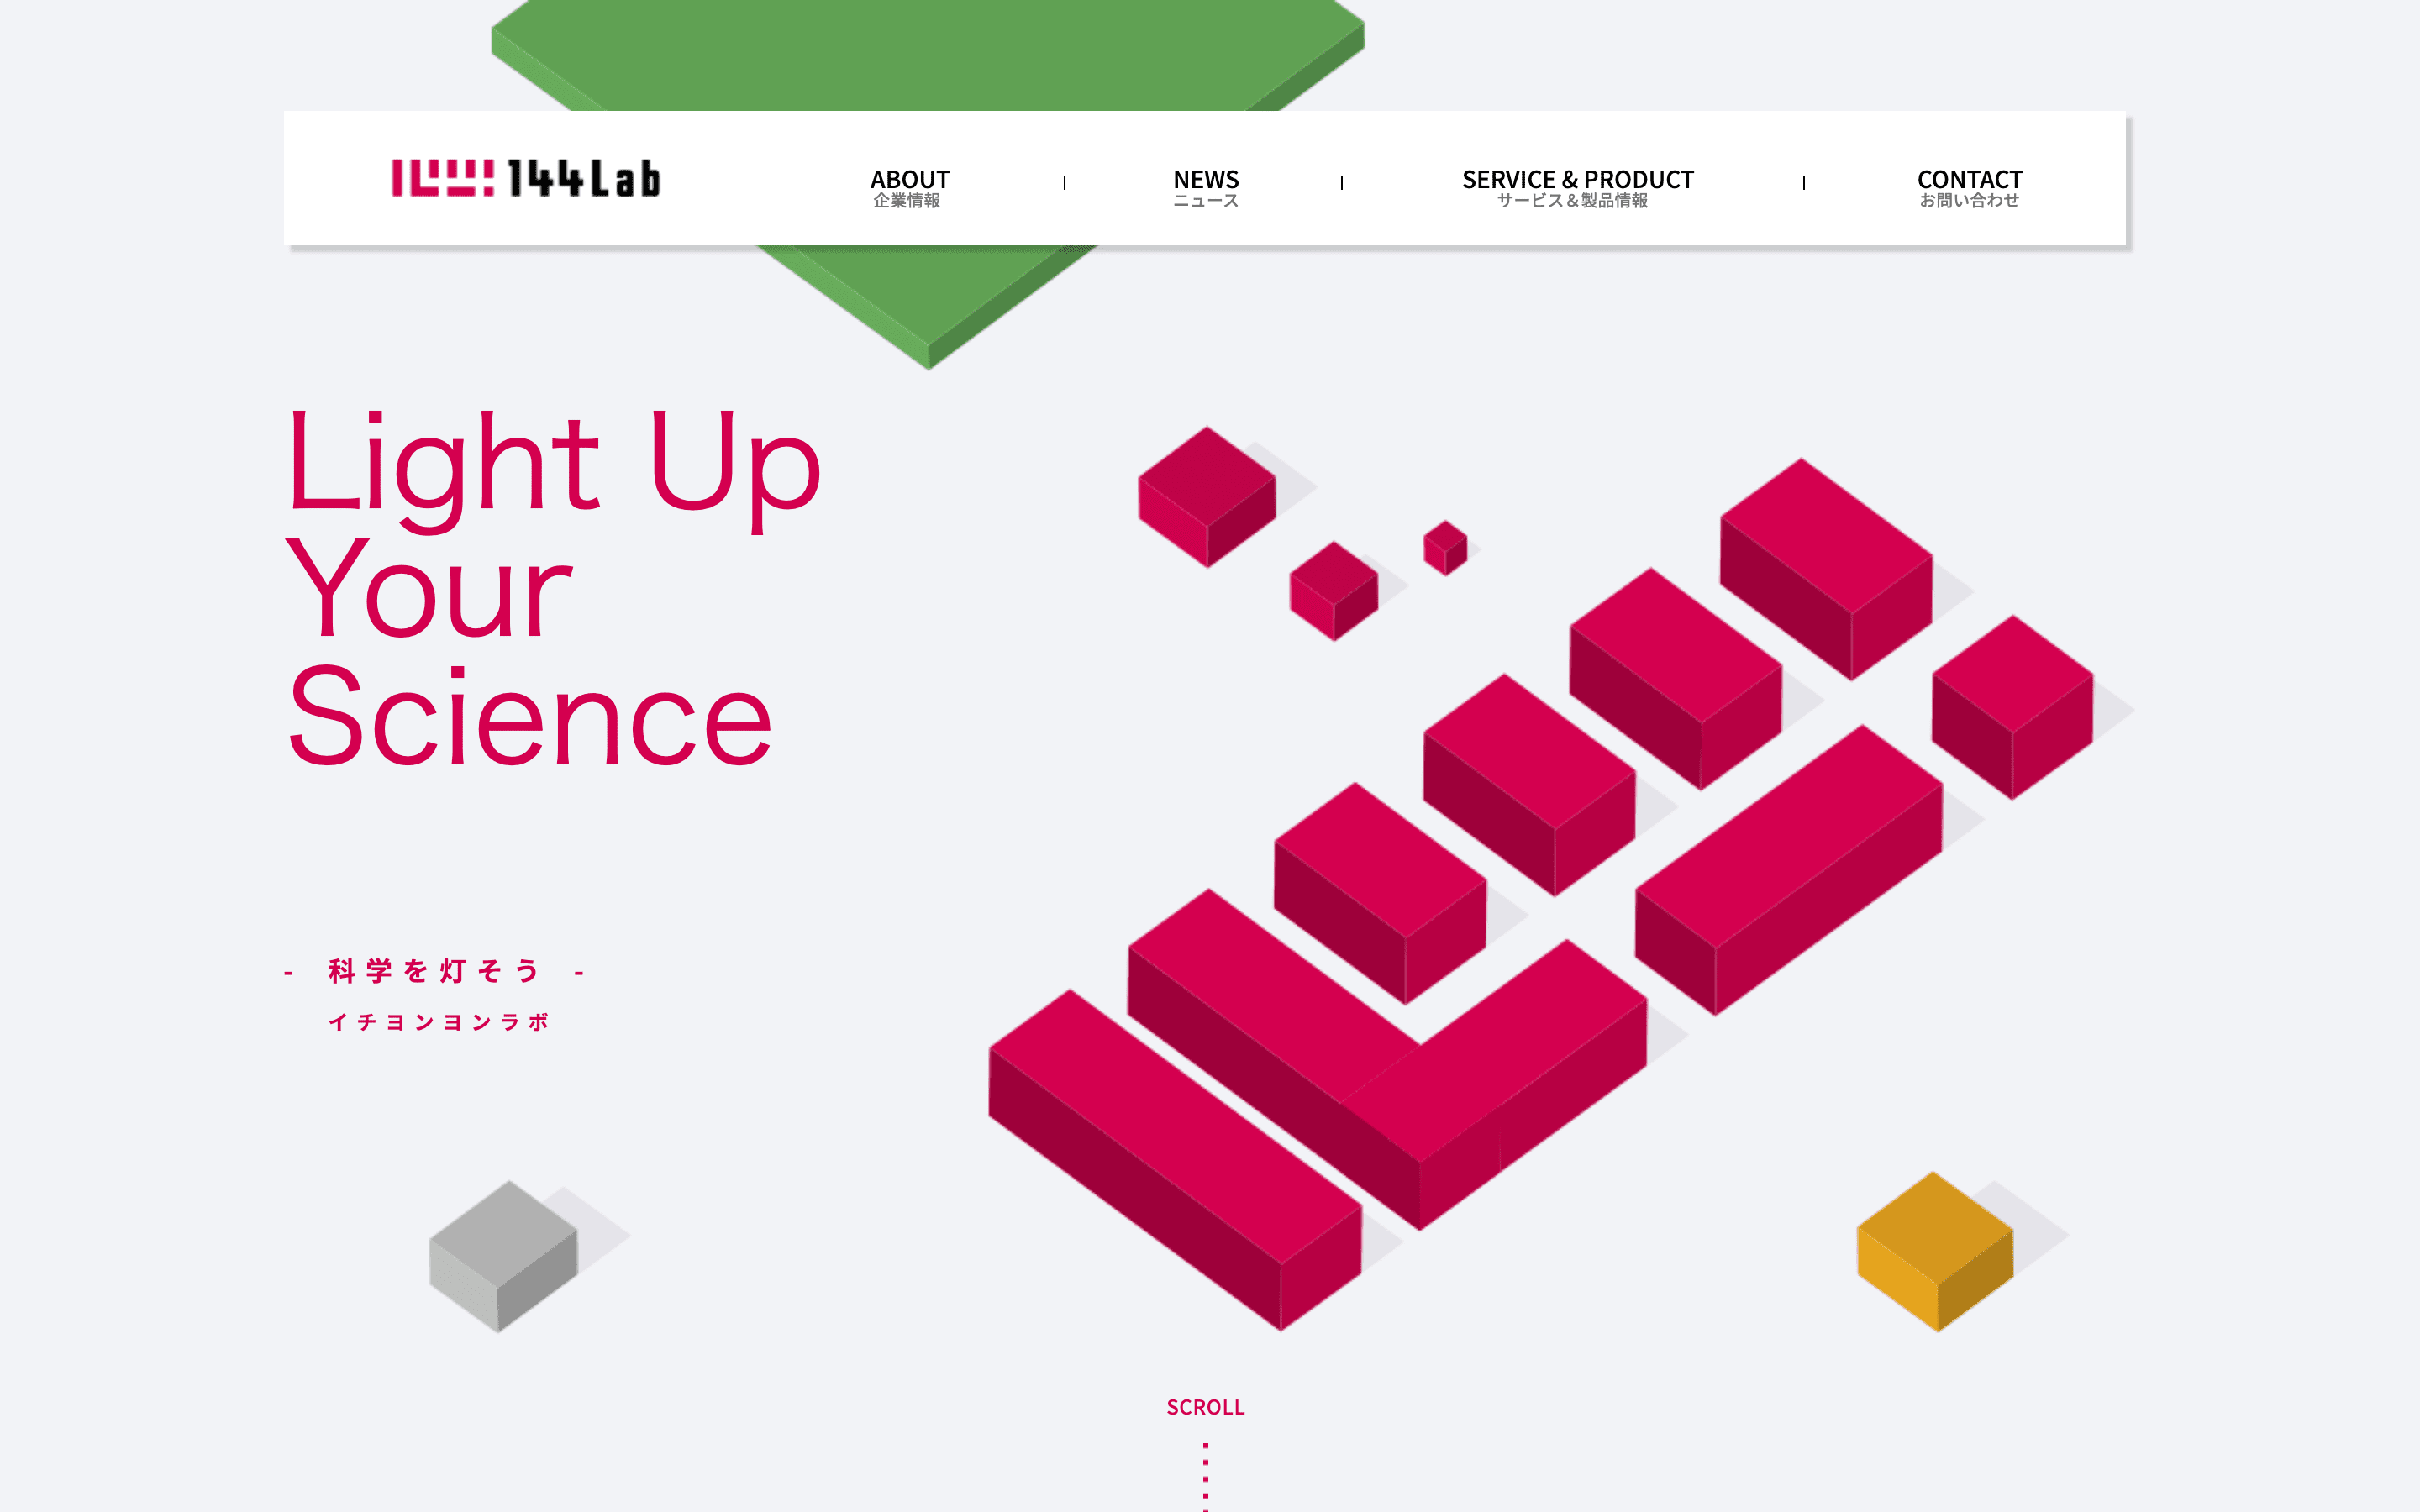 144Lab
ABOUT
企業情報
NEWS
ニュース
SERVICE & PRODUCT
サービス＆製品情報
CONTACT
お問い合わせ
Light Up
Your
Science
- 科学を灯そう -
イチヨンヨンラボ
SCROLL